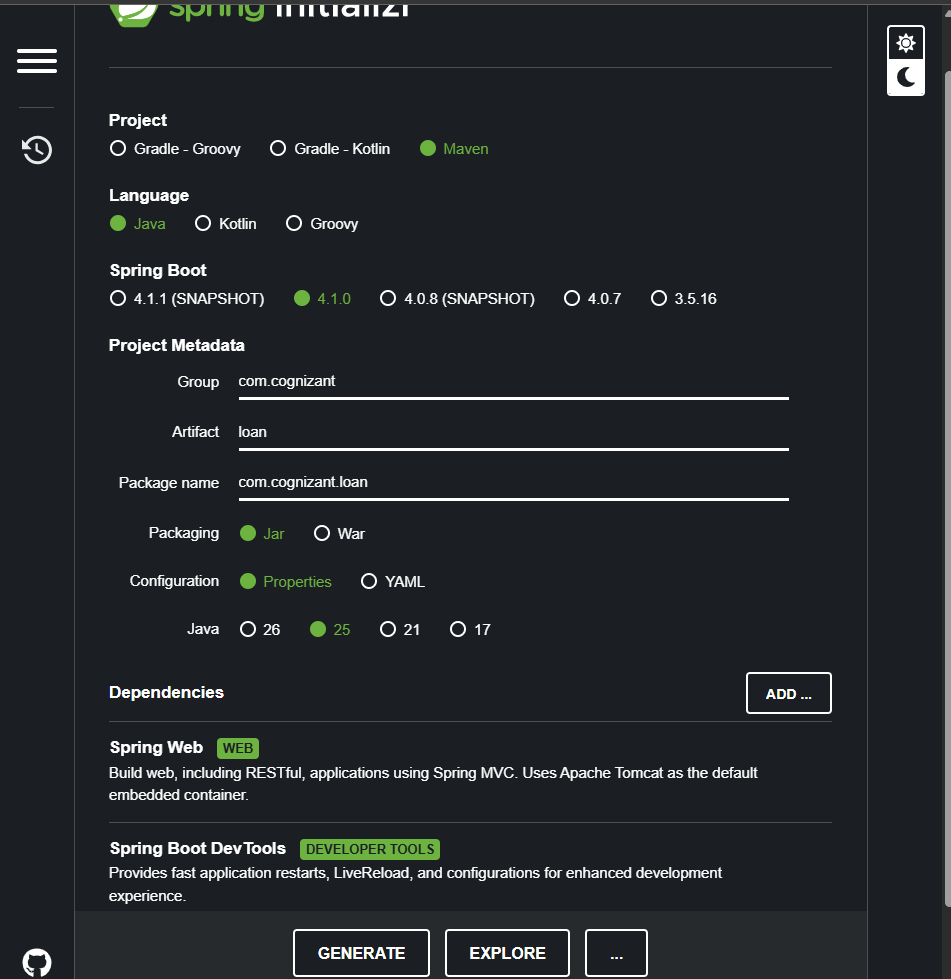 spring initializr
Project
Gradle - Groovy Gradle - Kotlin Maven
Language
Java Kotlin Groovy
Spring Boot
4.1.1 (SNAPSHOT) 4.1.0 4.0.8 (SNAPSHOT) 4.0.7 3.5.16
Project Metadata
Group com.cognizant
Artifact loan
Package name com.cognizant.loan
Packaging Jar War
Configuration Properties YAML
Java 26 25 21 17
Dependencies ADD ...
Spring Web WEB
Build web, including RESTful, applications using Spring MVC. Uses Apache Tomcat as the default
embedded container.
Spring Boot DevTools DEVELOPER TOOLS
Provides fast application restarts, LiveReload, and configurations for enhanced development
experience.
GENERATE EXPLORE ...